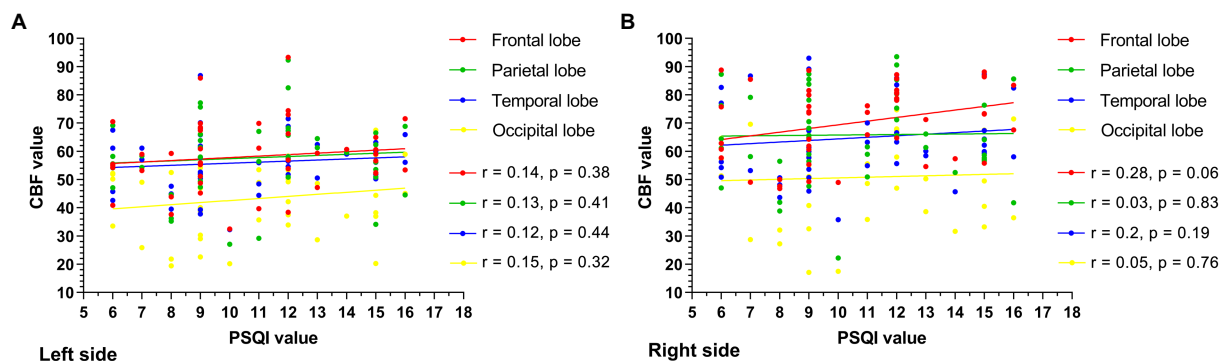 A
CBF value
100
90
80
70
60
50
40
30
20
10
5 6 7 8 9 10 11 12 13 14 15 16 17 18
PSQI value
Left side
Frontal lobe
Parietal lobe
Temporal lobe
Occipital lobe
r = 0.14, p = 0.38
r = 0.13, p = 0.41
r = 0.12, p = 0.44
r = 0.15, p = 0.32
B
CBF value
100
90
80
70
60
50
40
30
20
10
5 6 7 8 9 10 11 12 13 14 15 16 17 18
PSQI value
Right side
Frontal lobe
Parietal lobe
Temporal lobe
Occipital lobe
r = 0.28, p = 0.06
r = 0.03, p = 0.83
r = 0.2, p = 0.19
r = 0.05, p = 0.76